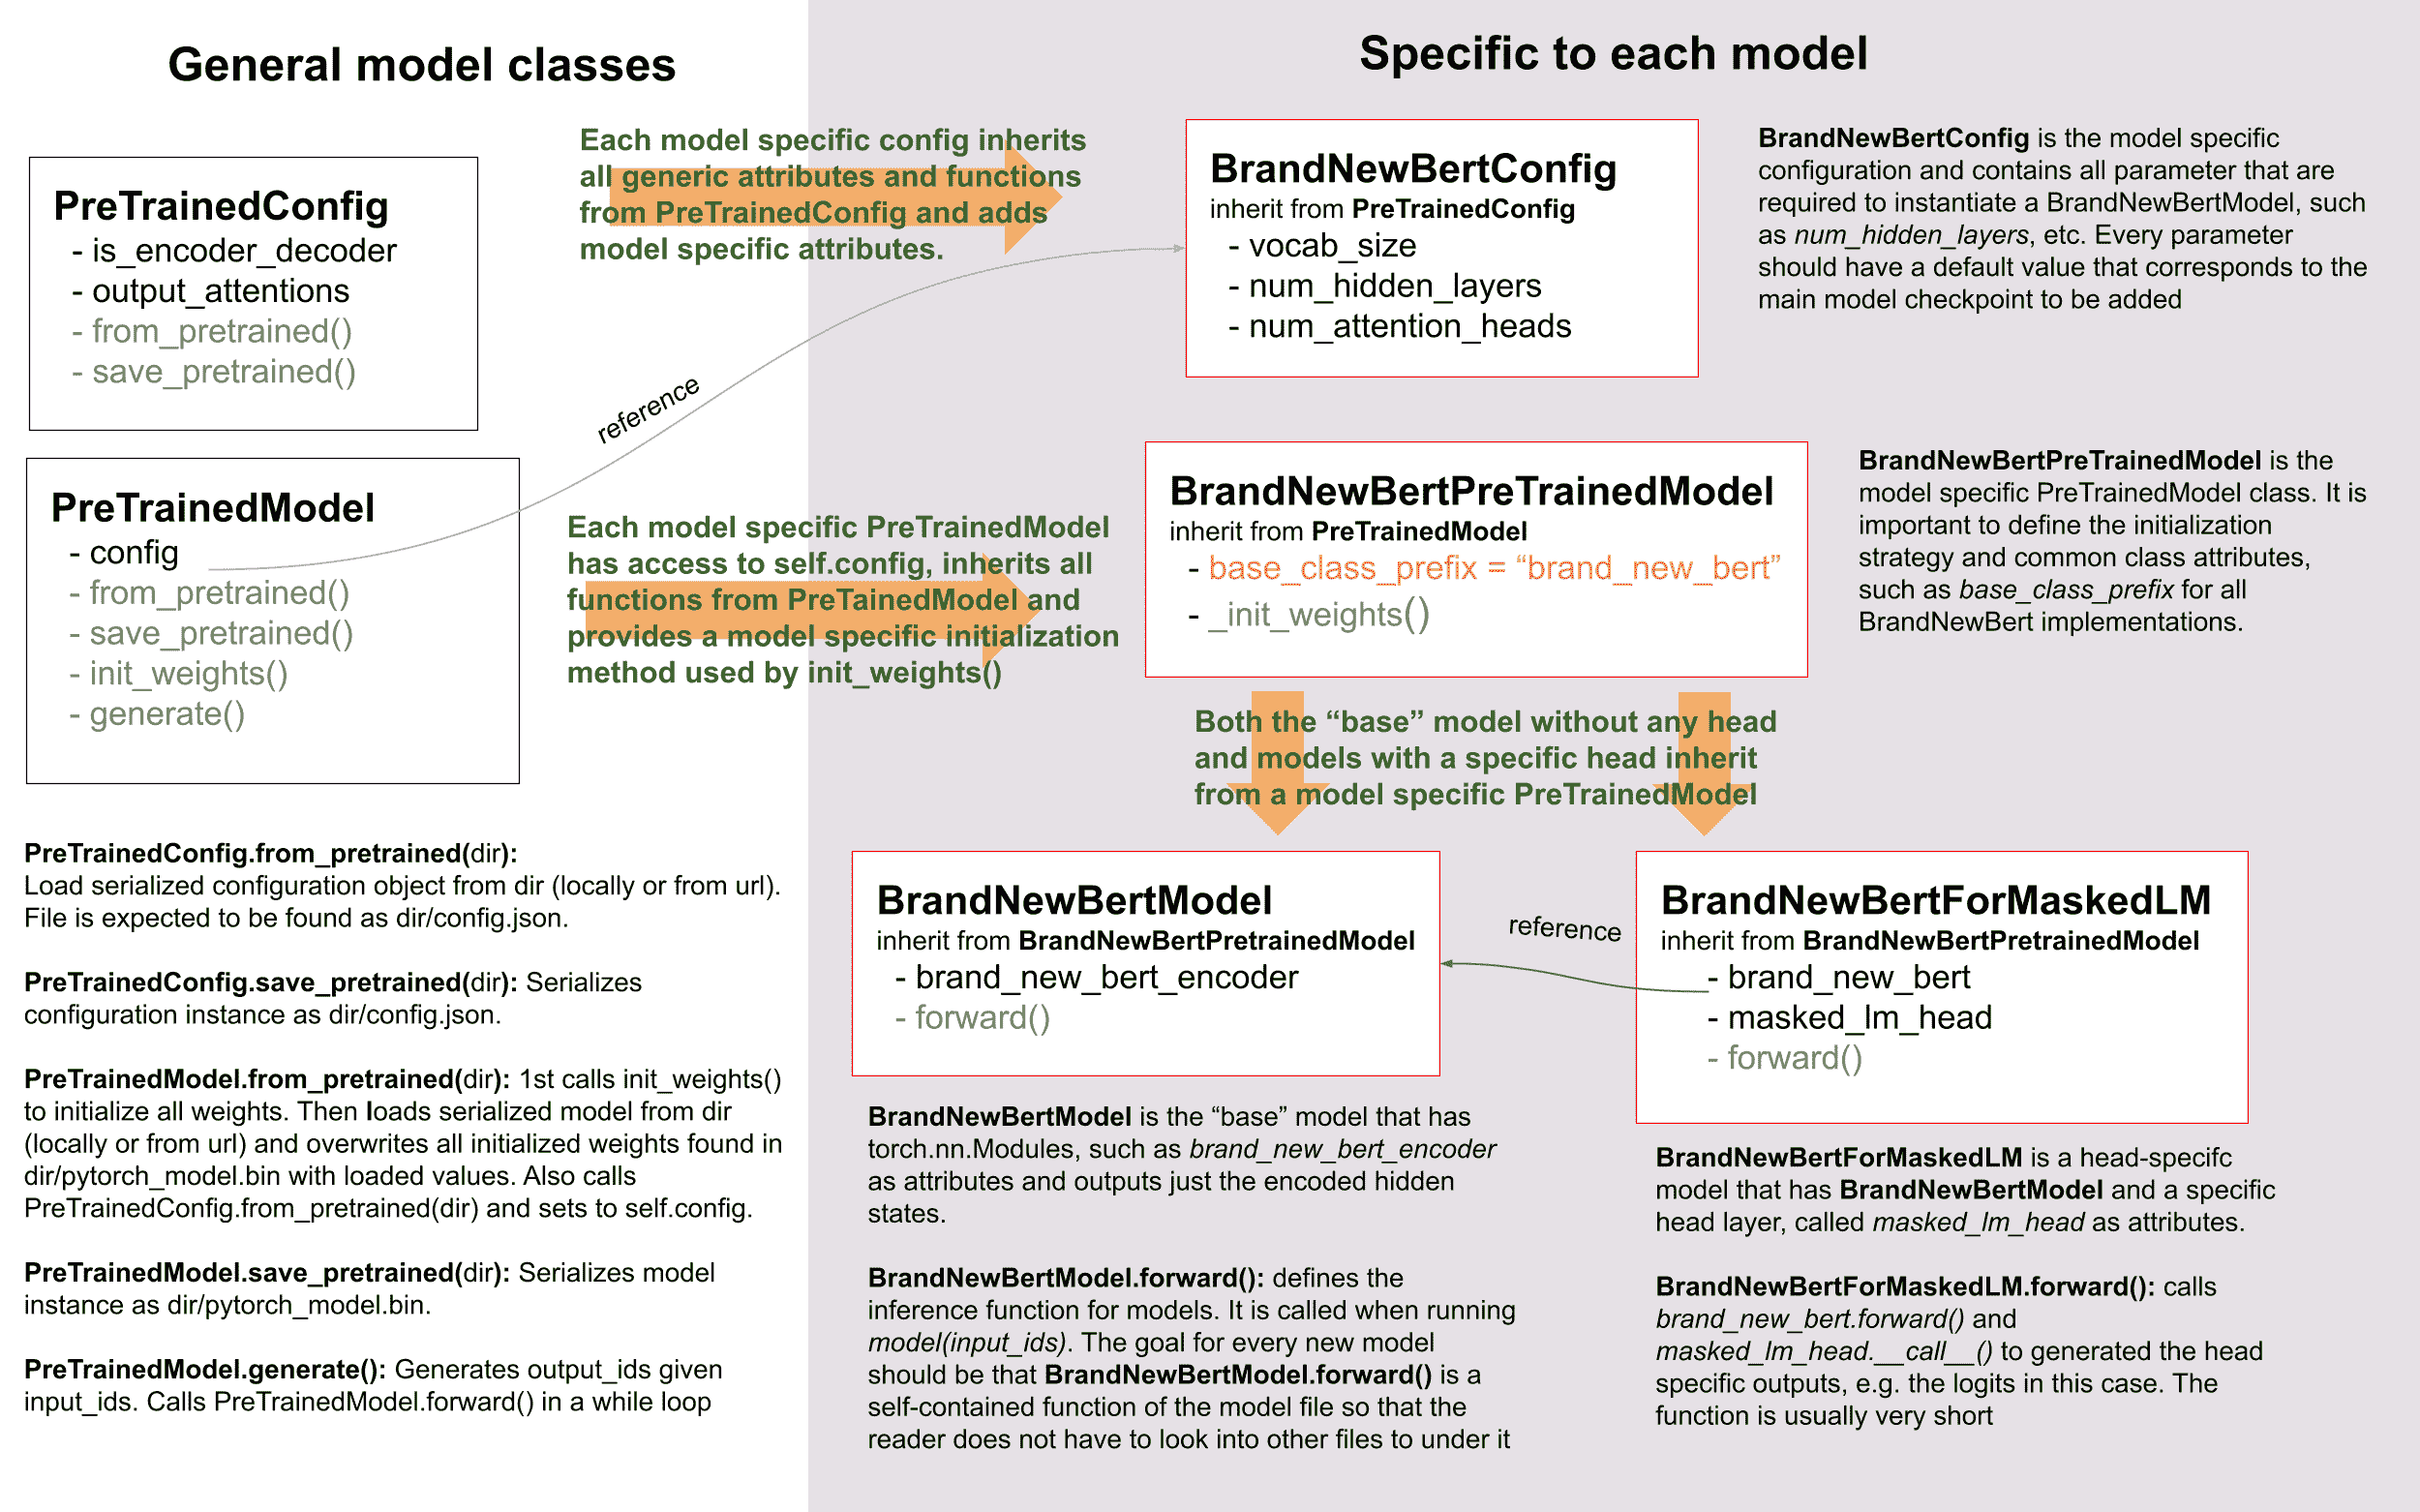 General model classes
PreTrainedConfig
- is_encoder_decoder
- output_attentions
- from_pretrained()
- save_pretrained()
PreTrainedModel
- config
- from_pretrained()
- save_pretrained()
- init_weights()
- generate()
PreTrainedConfig.from_pretrained(dir):
Load serialized configuration object from dir (locally or from url).
File is expected to be found as dir/config.json.
PreTrainedConfig.save_pretrained(dir): Serializes
configuration instance as dir/config.json.
PreTrainedModel.from_pretrained(dir): 1st calls init_weights()
to initialize all weights. Then loads serialized model from dir
(locally or from url) and overwrites all initialized weights found in
dir/pytorch_model.bin with loaded values. Also calls
PreTrainedConfig.from_pretrained(dir) and sets to self.config.
PreTrainedModel.save_pretrained(dir): Serializes model
instance as dir/pytorch_model.bin.
PreTrainedModel.generate(): Generates output_ids given
input_ids. Calls PreTrainedModel.forward() in a while loop
Each model specific config inherits
all generic attributes and functions
from PreTrainedConfig and adds
model specific attributes.
reference
Each model specific PreTrainedModel
has access to self.config, inherits all
functions from PreTainedModel and
provides a model specific initialization
method used by init_weights()
Specific to each model
BrandNewBertConfig
inherit from PreTrainedConfig
- vocab_size
- num_hidden_layers
- num_attention_heads
BrandNewBertConfig is the model specific
configuration and contains all parameter that are
required to instantiate a BrandNewBertModel, such
as num_hidden_layers, etc. Every parameter
should have a default value that corresponds to the
main model checkpoint to be added
BrandNewBertPreTrainedModel
inherit from PreTrainedModel
- base_class_prefix = “brand_new_bert”
- _init_weights()
BrandNewBertPreTrainedModel is the
model specific PreTrainedModel class. It is
important to define the initialization
strategy and common class attributes,
such as base_class_prefix for all
BrandNewBert implementations.
Both the “base” model without any head
and models with a specific head inherit
from a model specific PreTrainedModel
BrandNewBertModel
inherit from BrandNewBertPretrainedModel
- brand_new_bert_encoder
- forward()
reference
BrandNewBertForMaskedLM
inherit from BrandNewBertPretrainedModel
- brand_new_bert
- masked_lm_head
- forward()
BrandNewBertModel is the “base” model that has
torch.nn.Modules, such as brand_new_bert_encoder
as attributes and outputs just the encoded hidden
states.
BrandNewBertModel.forward(): defines the
inference function for models. It is called when running
model(input_ids). The goal for every new model
should be that BrandNewBertModel.forward() is a
self-contained function of the model file so that the
reader does not have to look into other files to under it
BrandNewBertForMaskedLM is a head-specifc
model that has BrandNewBertModel and a specific
head layer, called masked_lm_head as attributes.
BrandNewBertForMaskedLM.forward(): calls
brand_new_bert.forward() and
masked_lm_head.__call__() to generated the head
specific outputs, e.g. the logits in this case. The
function is usually very short